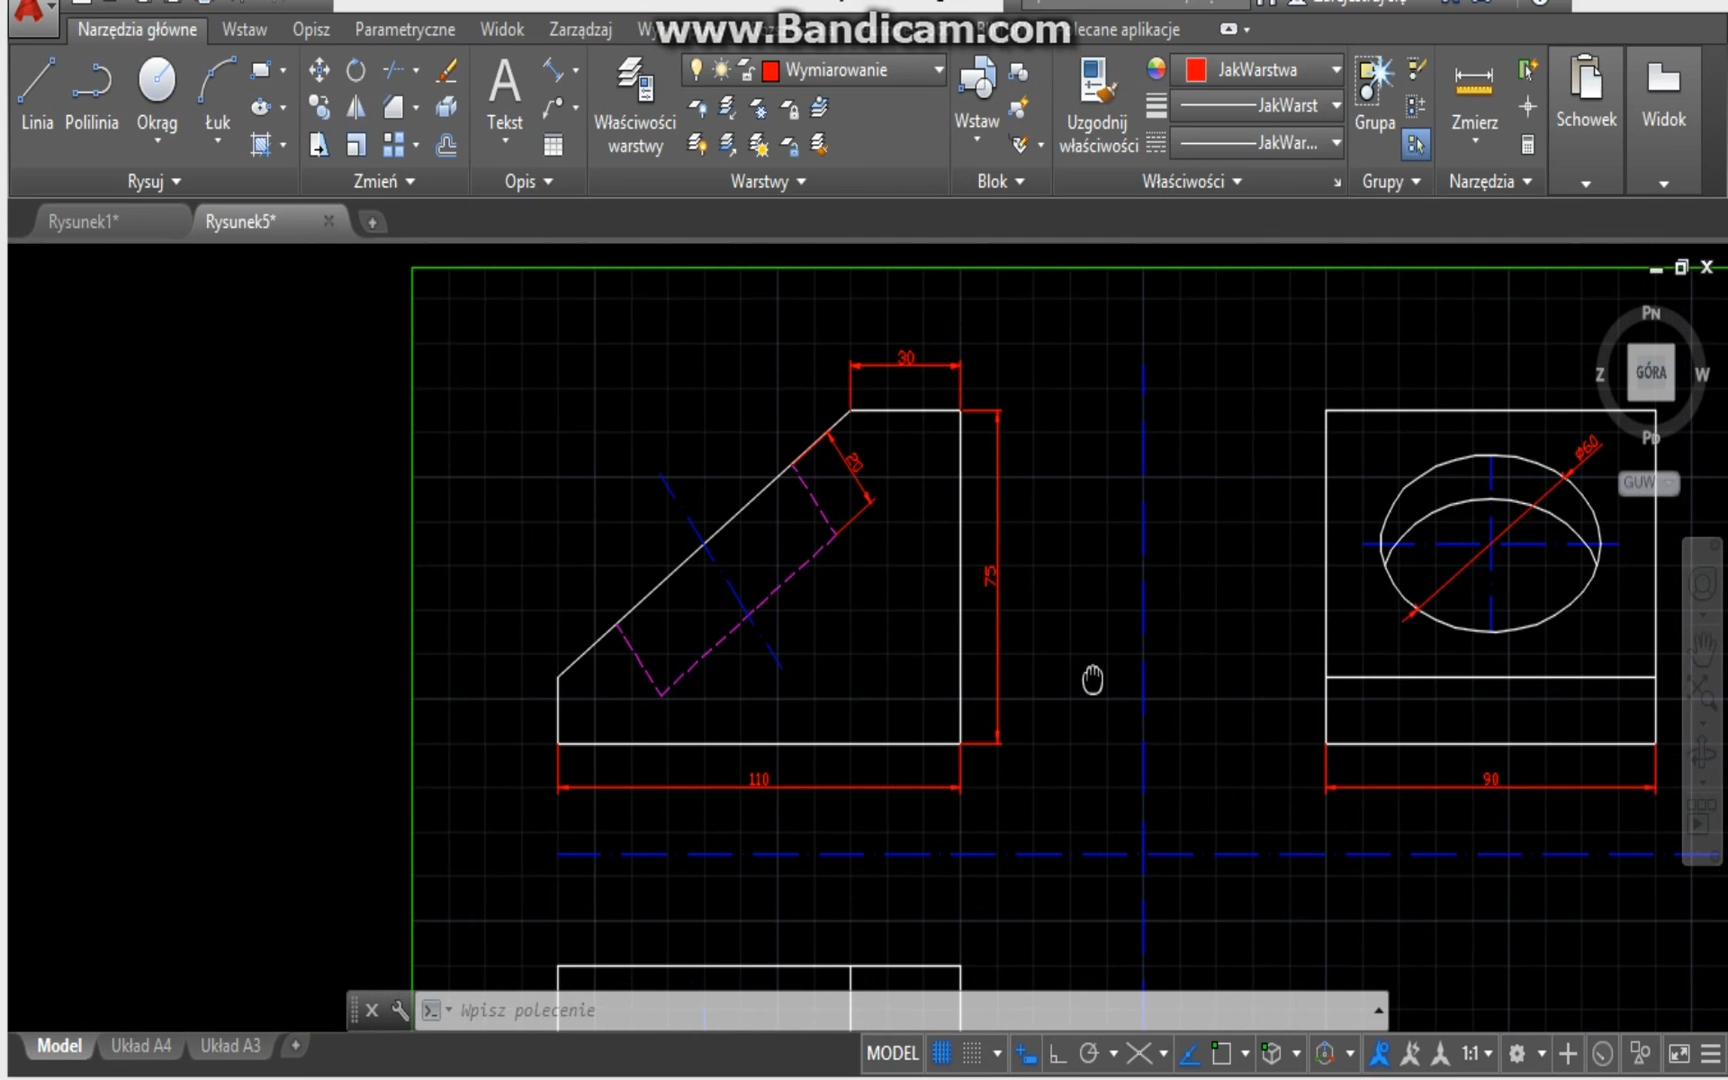 www.Bandicam.com
Narzędzia główne Wstaw Opisz Parametryczne Widok Zarządzaj lecane aplikacje
Linia Polilinia Okrąg Łuk
Tekst
Właściwości warstwy
Wymiarowanie
Wstaw
Uzgodnij właściwości
JakWarstwa
JakWarst
JakWar...
Grupa
Zmierz
Schowek
Widok
Rysuj Zmień Opis Warstwy Blok Właściwości Grupy Narzędzia
Rysunek1* Rysunek5*
PN
Z GÓRA W
GUW
30
20
75
110
ø60
90
Wpisz polecenie
Model Układ A4 Układ A3
MODEL 1:1